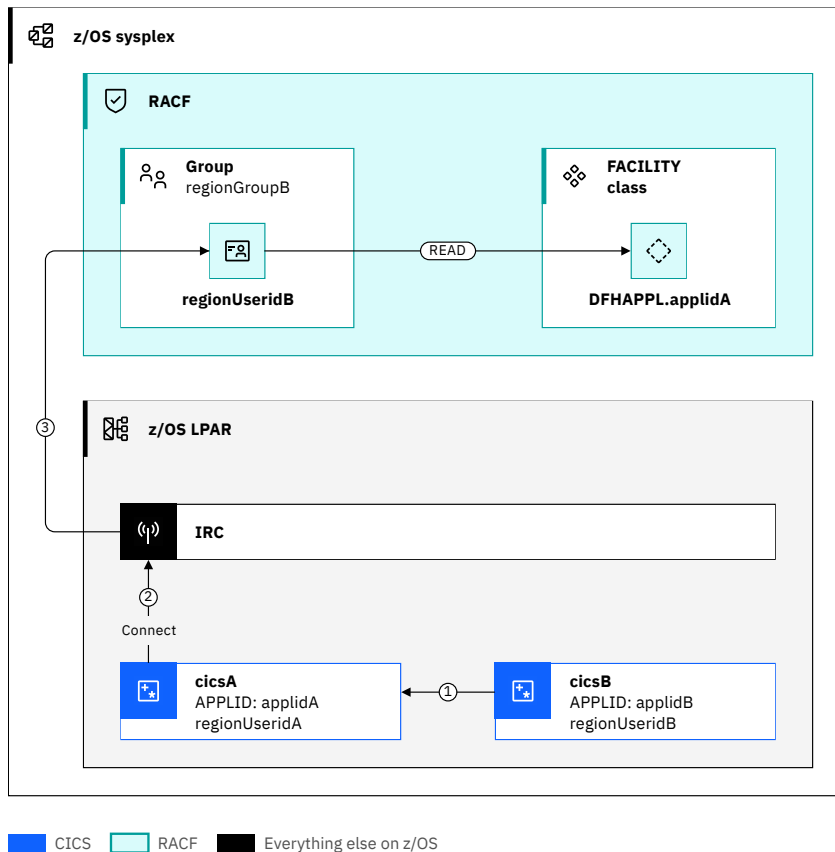 z/OS sysplex
RACF
Group
regionGroupB
FACILITY
class
READ
regionUseridB
DFHAPPL.applidA
3
z/OS LPAR
IRC
2
Connect
cicsA
APPLID: applidA
regionUseridA
1
cicsB
APPLID: applidB
regionUseridB
CICS
RACF
Everything else on z/OS